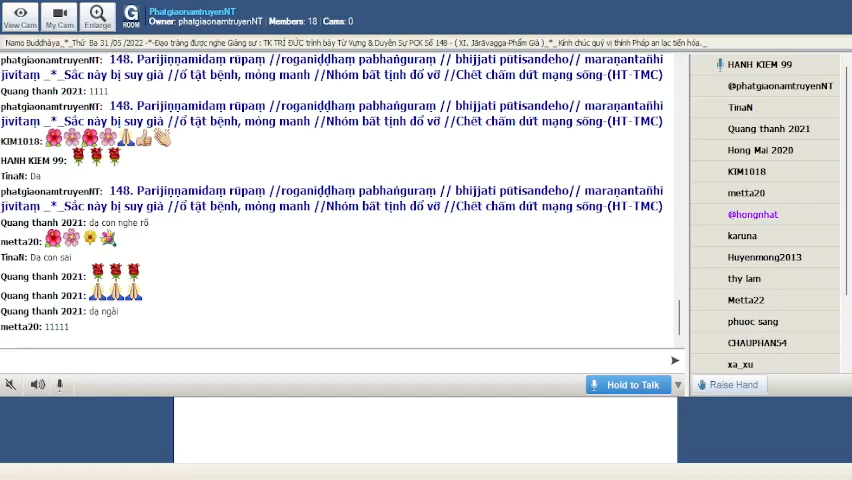 PhatgiaonamtruyenNT
Owner: phatgiaonamtruyenNT | Members: 18 | Cams: 0
View Cam
My Cam
Enlarge
G
ROOM
Namo Buddhàya_*_Thứ Ba 31 /05 /2022 -*-Đạo tràng được nghe Giảng sư : TK TRÍ ĐỨC trình bày Từ Vựng & Duyên Sự PCK Số 148 - ( XI. Järāvagga-Phẩm Già )_*_ Kính chúc quý vị thính Pháp an lạc tiến hóa._
phatgiaonamtruyenNT: 148. Parijiṇṇamidaṃ rūpaṃ //roganiḍḍhaṃ pabhaṅguraṃ // bhijjati pūtisandeho// maraṇantañhi
jīvitaṃ _*_Sắc này bị suy già //ổ tật bệnh, mỏng manh //Nhóm bất tịnh đổ vỡ //Chết chấm dứt mạng sống-(HT-TMC)
Quang thanh 2021: 1111
phatgiaonamtruyenNT: 148. Parijiṇṇamidaṃ rūpaṃ //roganiḍḍhaṃ pabhaṅguraṃ // bhijjati pūtisandeho// maraṇantañhi
jīvitaṃ _*_Sắc này bị suy già //ổ tật bệnh, mỏng manh //Nhóm bất tịnh đổ vỡ //Chết chấm dứt mạng sống-(HT-TMC)
KIM1018:
HANH KIEM 99:
TinaN: Dạ
phatgiaonamtruyenNT: 148. Parijiṇṇamidaṃ rūpaṃ //roganiḍḍhaṃ pabhaṅguraṃ // bhijjati pūtisandeho// maraṇantañhi
jīvitaṃ _*_Sắc này bị suy già //ổ tật bệnh, mỏng manh //Nhóm bất tịnh đổ vỡ //Chết chấm dứt mạng sống-(HT-TMC)
Quang thanh 2021: dạ con nghe rõ
metta20:
TinaN: Dạ con sai
Quang thanh 2021:
Quang thanh 2021:
Quang thanh 2021: dạ ngài
metta20: 11111
Hold to Talk
HANH KIEM 99
@phatgiaonamtruyenNT
TinaN
Quang thanh 2021
Hong Mai 2020
KIM1018
metta20
@hongnhat
karuna
Huyenmong2013
thy lam
Metta22
phuoc sang
CHAUPHAN54
xa_xu
Raise Hand